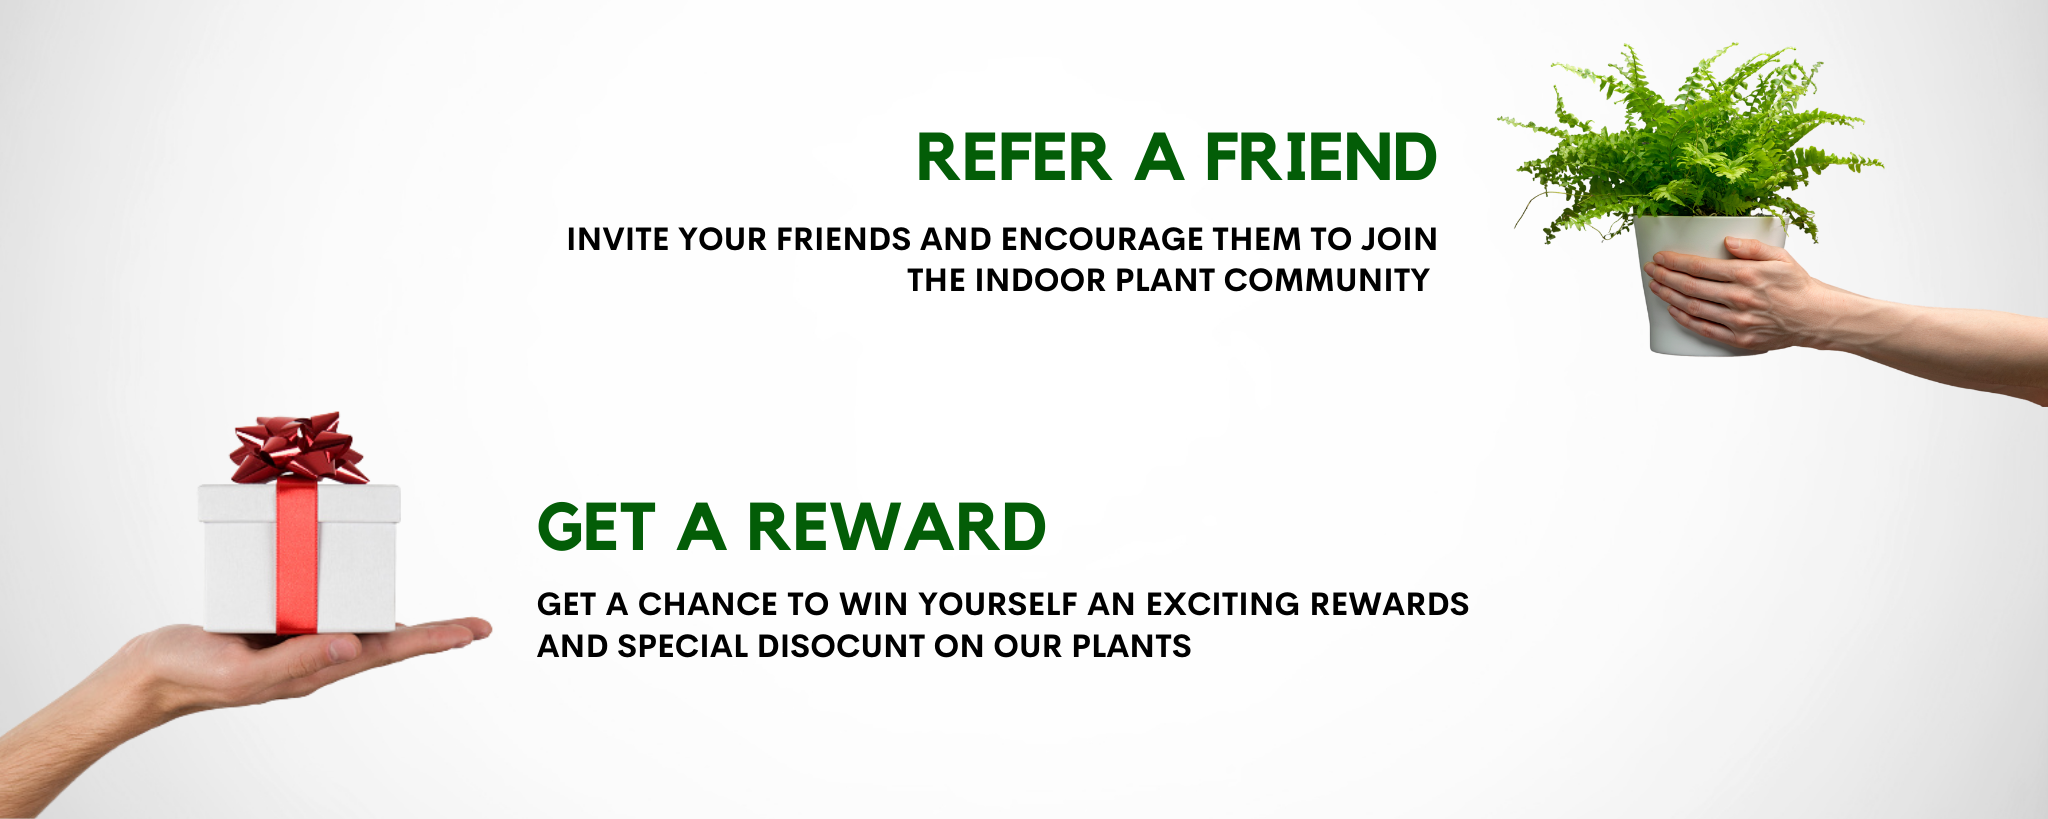 REFER A FRIEND
INVITE YOUR FRIENDS AND ENCOURAGE THEM TO JOIN
THE INDOOR PLANT COMMUNITY
GET A REWARD
GET A CHANCE TO WIN YOURSELF AN EXCITING REWARDS
AND SPECIAL DISOCUNT ON OUR PLANTS